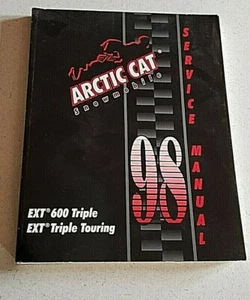 ARCTIC CAT®
Snowmobile
SERVICE MANUAL
98
EXT® 600 Triple
EXT® Triple Touring